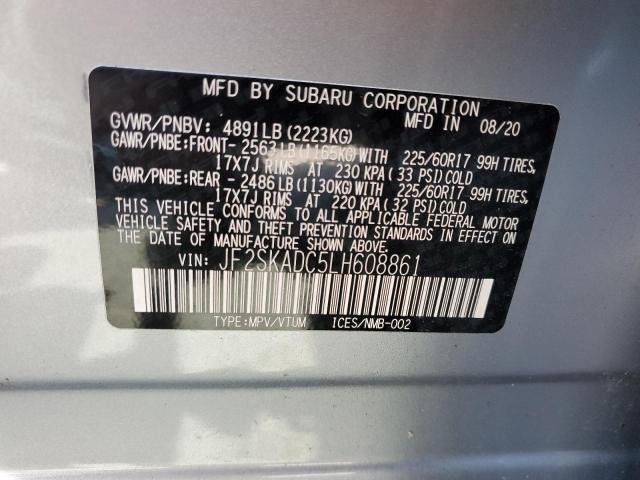 MFD BY SUBARU CORPORATION
GVWR/PNBV: 4891LB(2223KG) MFD IN 08/20
GAWR/PNBE:FRONT- 2563LB(1165KG)WITH 225/60R17 99H TIRES,
17X7J RIMS AT 230 KPA(33 PSI)COLD
GAWR/PNBE:REAR - 2486LB(1130KG)WITH 225/60R17 99H TIRES,
17X7J RIMS AT 220 KPA(32 PSI)COLD
THIS VEHICLE CONFORMS TO ALL APPLICABLE FEDERAL MOTOR
VEHICLE SAFETY AND THEFT PREVENTION STANDARDS IN EFFECT
ON THE DATE OF MANUFACTURE SHOWN ABOVE.
VIN: JF2SKADC5LH608861
TYPE:MPV/VTUM ICES/NMB-002